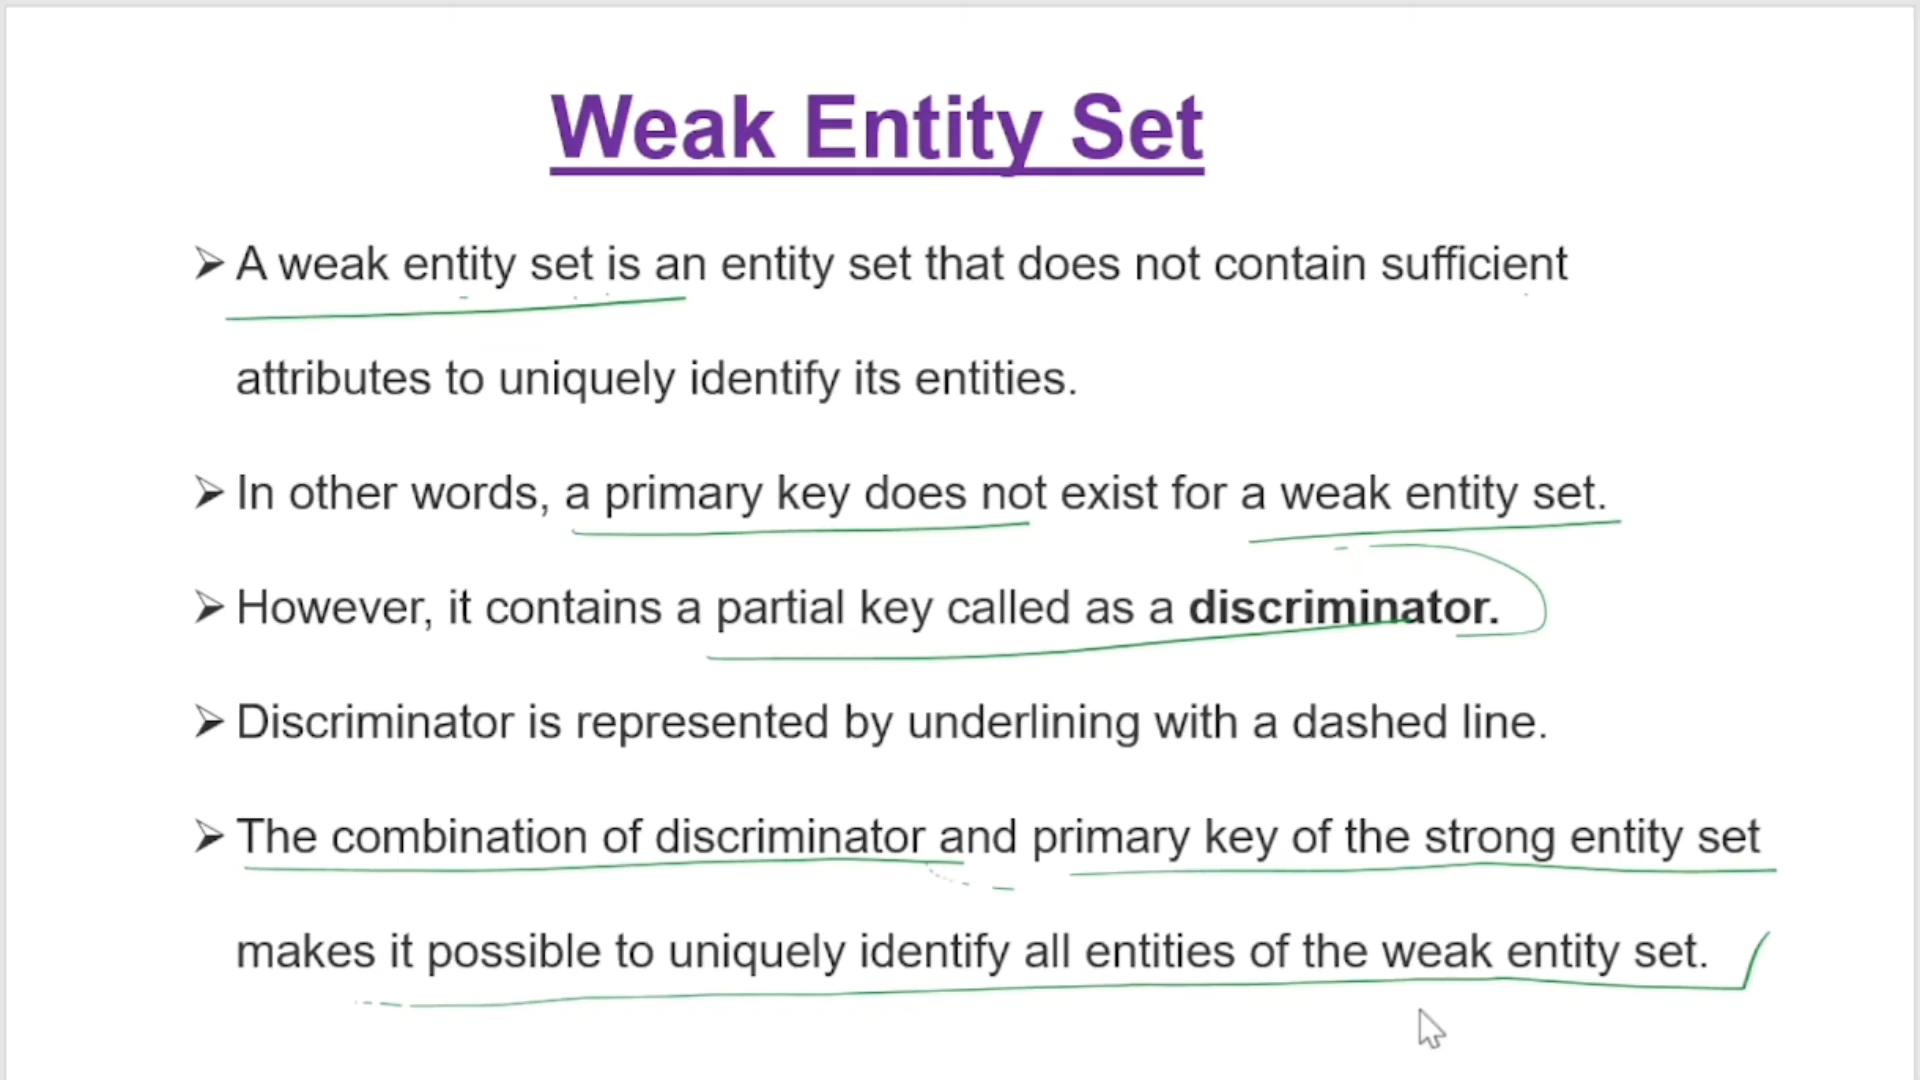 Weak Entity Set
➢ A weak entity set is an entity set that does not contain sufficient
attributes to uniquely identify its entities.
➢ In other words, a primary key does not exist for a weak entity set.
➢ However, it contains a partial key called as a discriminator.
➢ Discriminator is represented by underlining with a dashed line.
➢ The combination of discriminator and primary key of the strong entity set
makes it possible to uniquely identify all entities of the weak entity set.